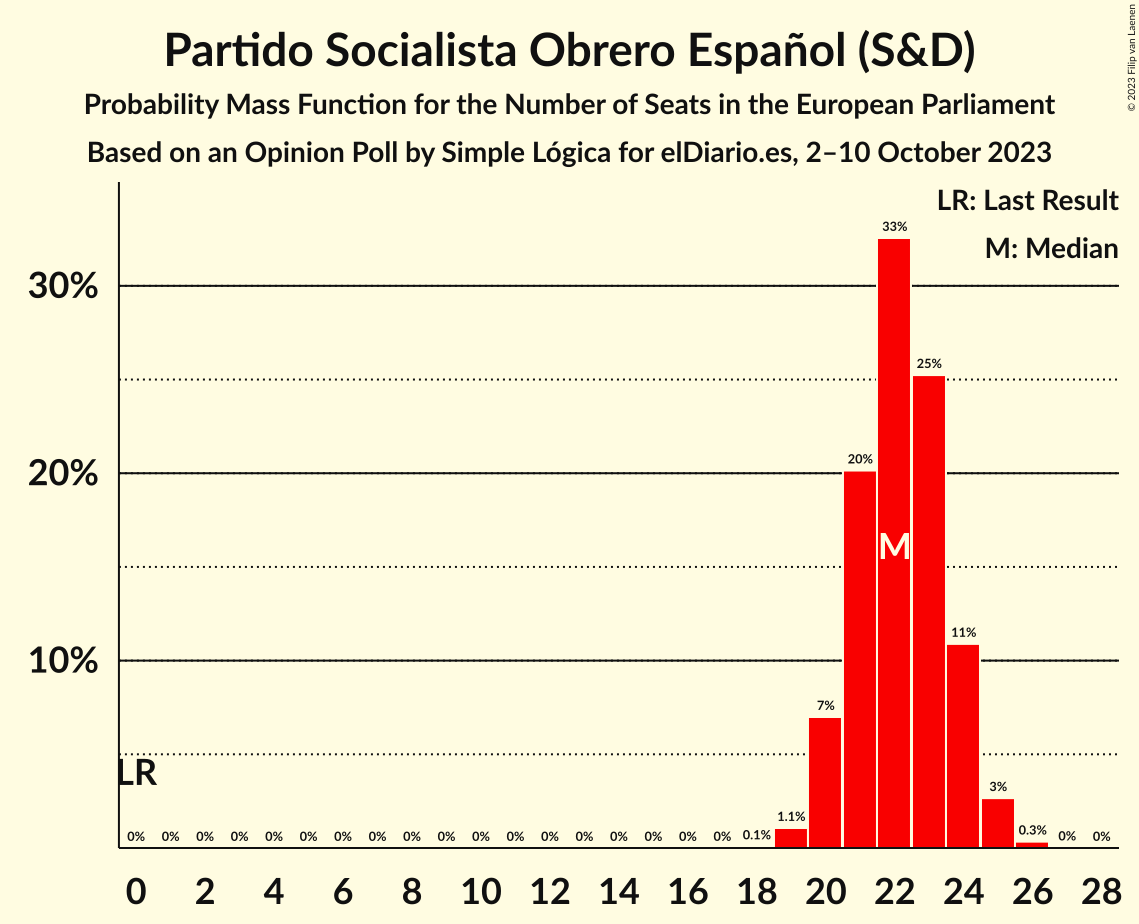 Partido Socialista Obrero Español (S&D)
Probability Mass Function for the Number of Seats in the European Parliament
Based on an Opinion Poll by Simple Lógica for elDiario.es, 2–10 October 2023
© 2023 Filip van Laenen
LR: Last Result
M: Median
33%
30%
25%
20%
20%
M
11%
10%
7%
LR
3%
0% 0% 0% 0% 0% 0% 0% 0% 0% 0% 0% 0% 0% 0% 0% 0% 0% 0% 0.1% 1.1% 0.3% 0% 0%
0 2 4 6 8 10 12 14 16 18 20 22 24 26 28